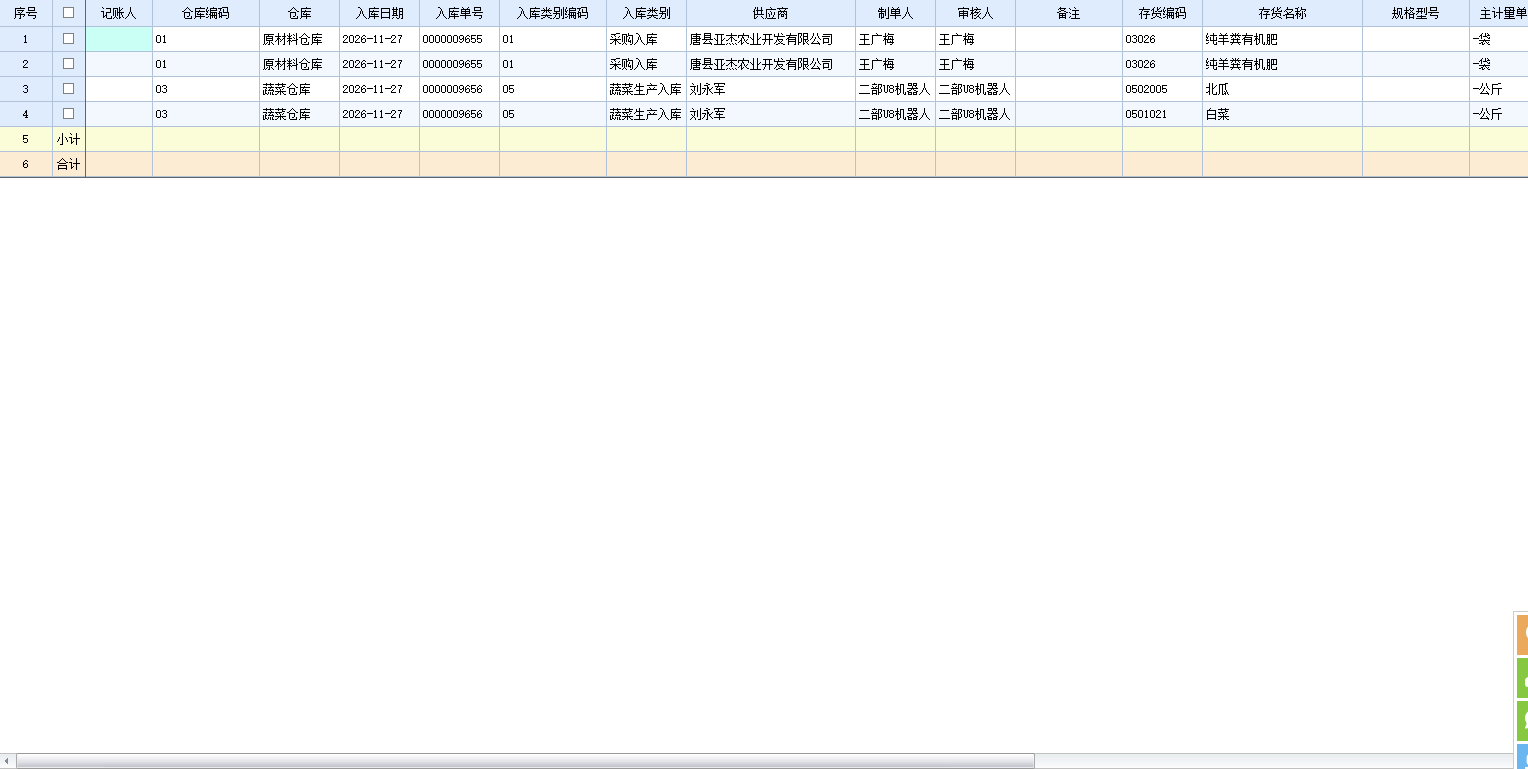 序号 记账人 仓库编码 仓库 入库日期 入库单号 入库类别编码 入库类别 供应商 制单人 审核人 备注 存货编码 存货名称 规格型号 主计量单
1 01 原材料仓库 2026-11-27 0000009655 01 采购入库 唐县亚杰农业开发有限公司 王广梅 王广梅 03026 纯羊粪有机肥 -袋
2 01 原材料仓库 2026-11-27 0000009655 01 采购入库 唐县亚杰农业开发有限公司 王广梅 王广梅 03026 纯羊粪有机肥 -袋
3 03 蔬菜仓库 2026-11-27 0000009656 05 蔬菜生产入库 刘永军 二部U8机器人 二部U8机器人 0502005 北瓜 -公斤
4 03 蔬菜仓库 2026-11-27 0000009656 05 蔬菜生产入库 刘永军 二部U8机器人 二部U8机器人 0501021 白菜 -公斤
5 小计
6 合计